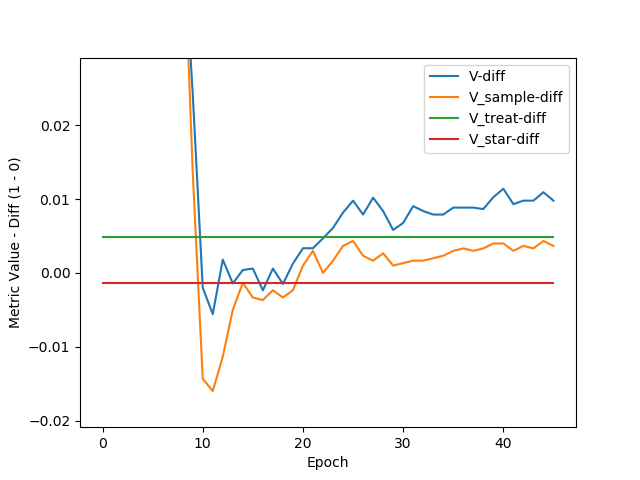 V-diff
V_sample-diff
V_treat-diff
V_star-diff
0.02
0.01
0.00
−0.01
−0.02
Metric Value - Diff (1 - 0)
0 10 20 30 40
Epoch